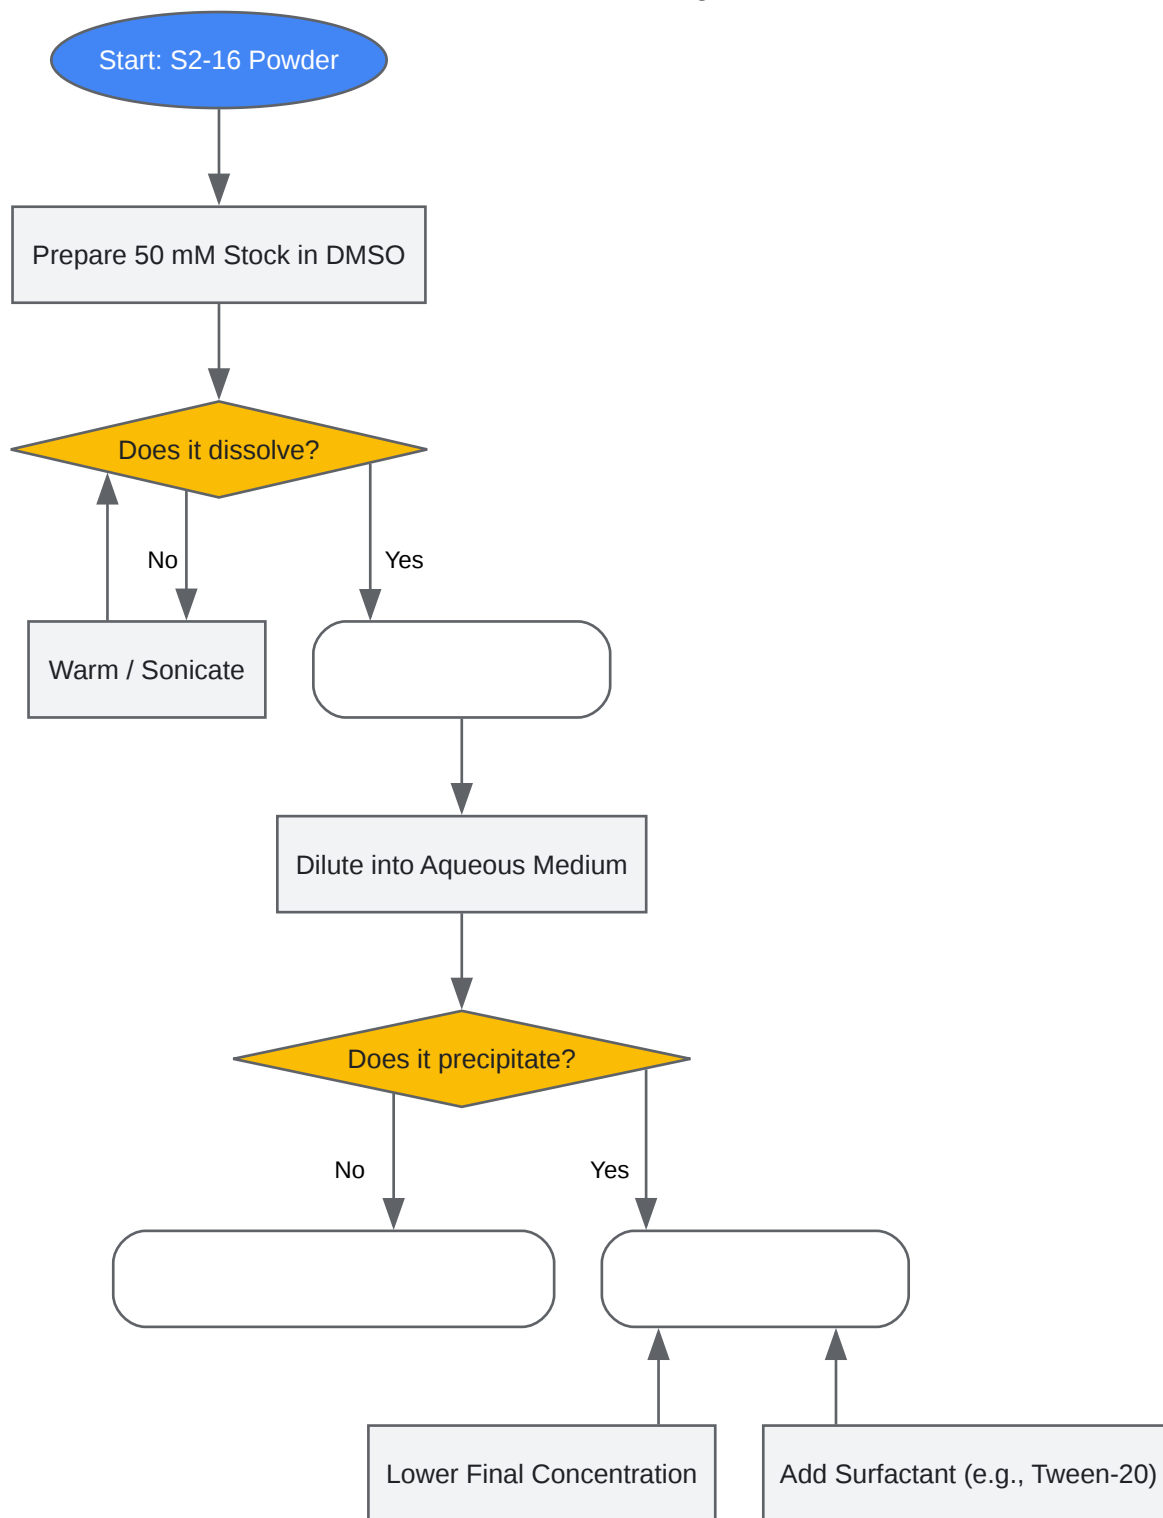 Start: S2-16 Powder
Prepare 50 mM Stock in DMSO
Does it dissolve?
No
Yes
Warm / Sonicate
Dilute into Aqueous Medium
Does it precipitate?
No
Yes
Lower Final Concentration
Add Surfactant (e.g., Tween-20)